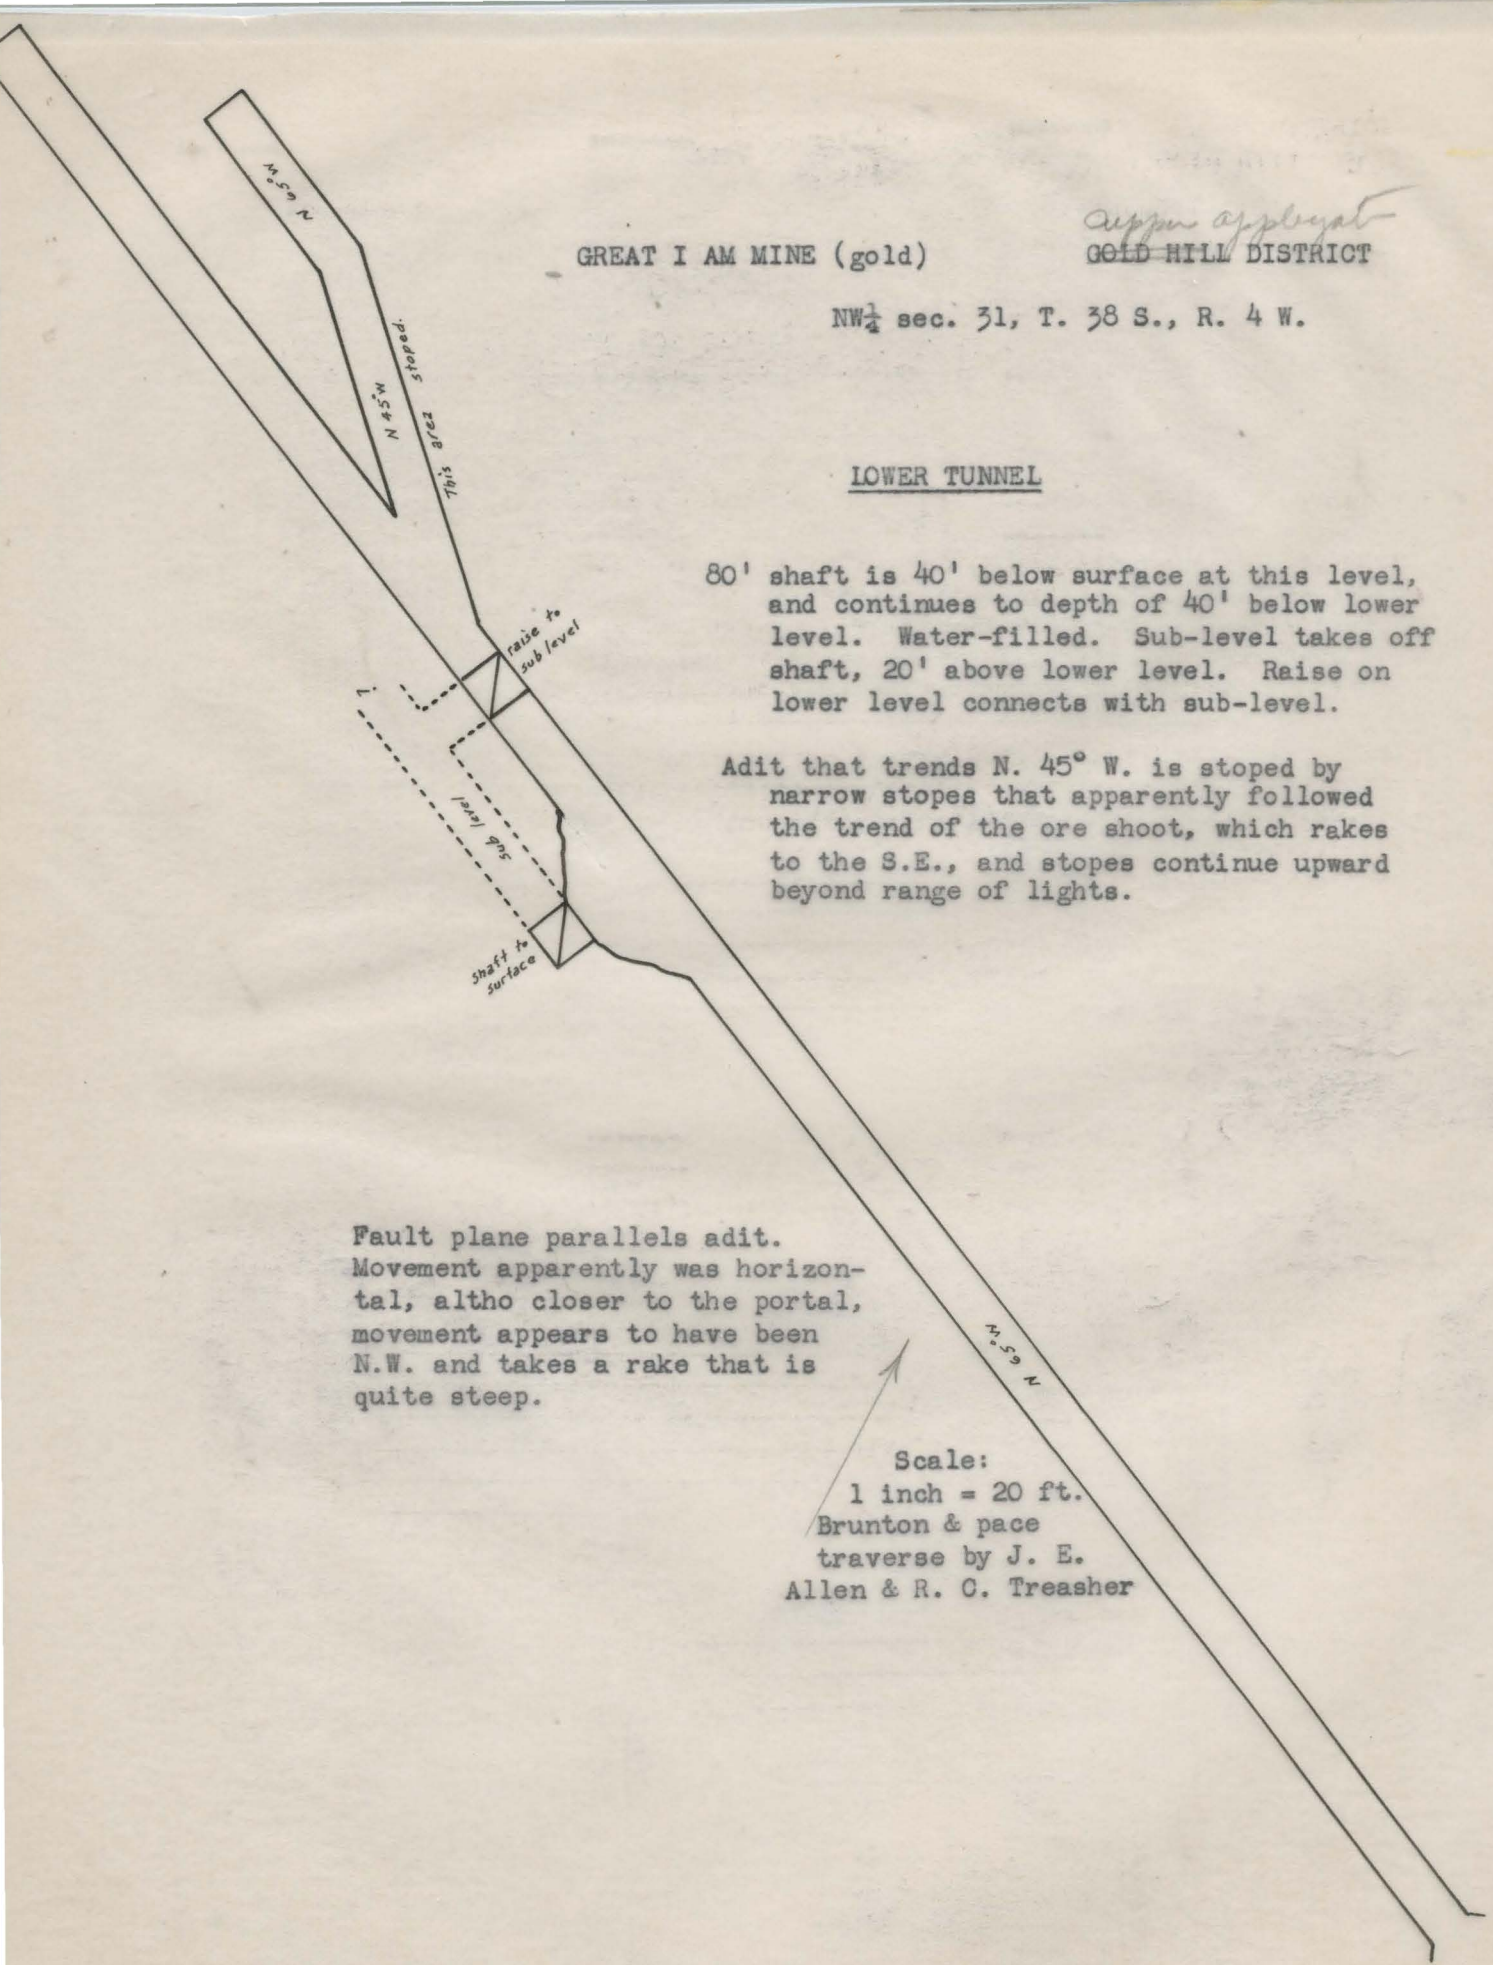 upper applegate
GREAT I AM MINE (gold) GOLD HILL DISTRICT
NW¼ sec. 31, T. 38 S., R. 4 W.
LOWER TUNNEL
80' shaft is 40' below surface at this level,
and continues to depth of 40' below lower
level. Water-filled. Sub-level takes off
shaft, 20' above lower level. Raise on
lower level connects with sub-level.
Adit that trends N. 45° W. is stoped by
narrow stopes that apparently followed
the trend of the ore shoot, which rakes
to the S.E., and stopes continue upward
beyond range of lights.
N 65° W
N 45° W
This area stoped.
raise to
sub level
?
sub level
shaft to
surface
Fault plane parallels adit.
Movement apparently was horizon-
tal, altho closer to the portal,
movement appears to have been
N.W. and takes a rake that is
quite steep.
N 65° W
Scale:
1 inch = 20 ft.
Brunton & pace
traverse by J. E.
Allen & R. C. Treasher